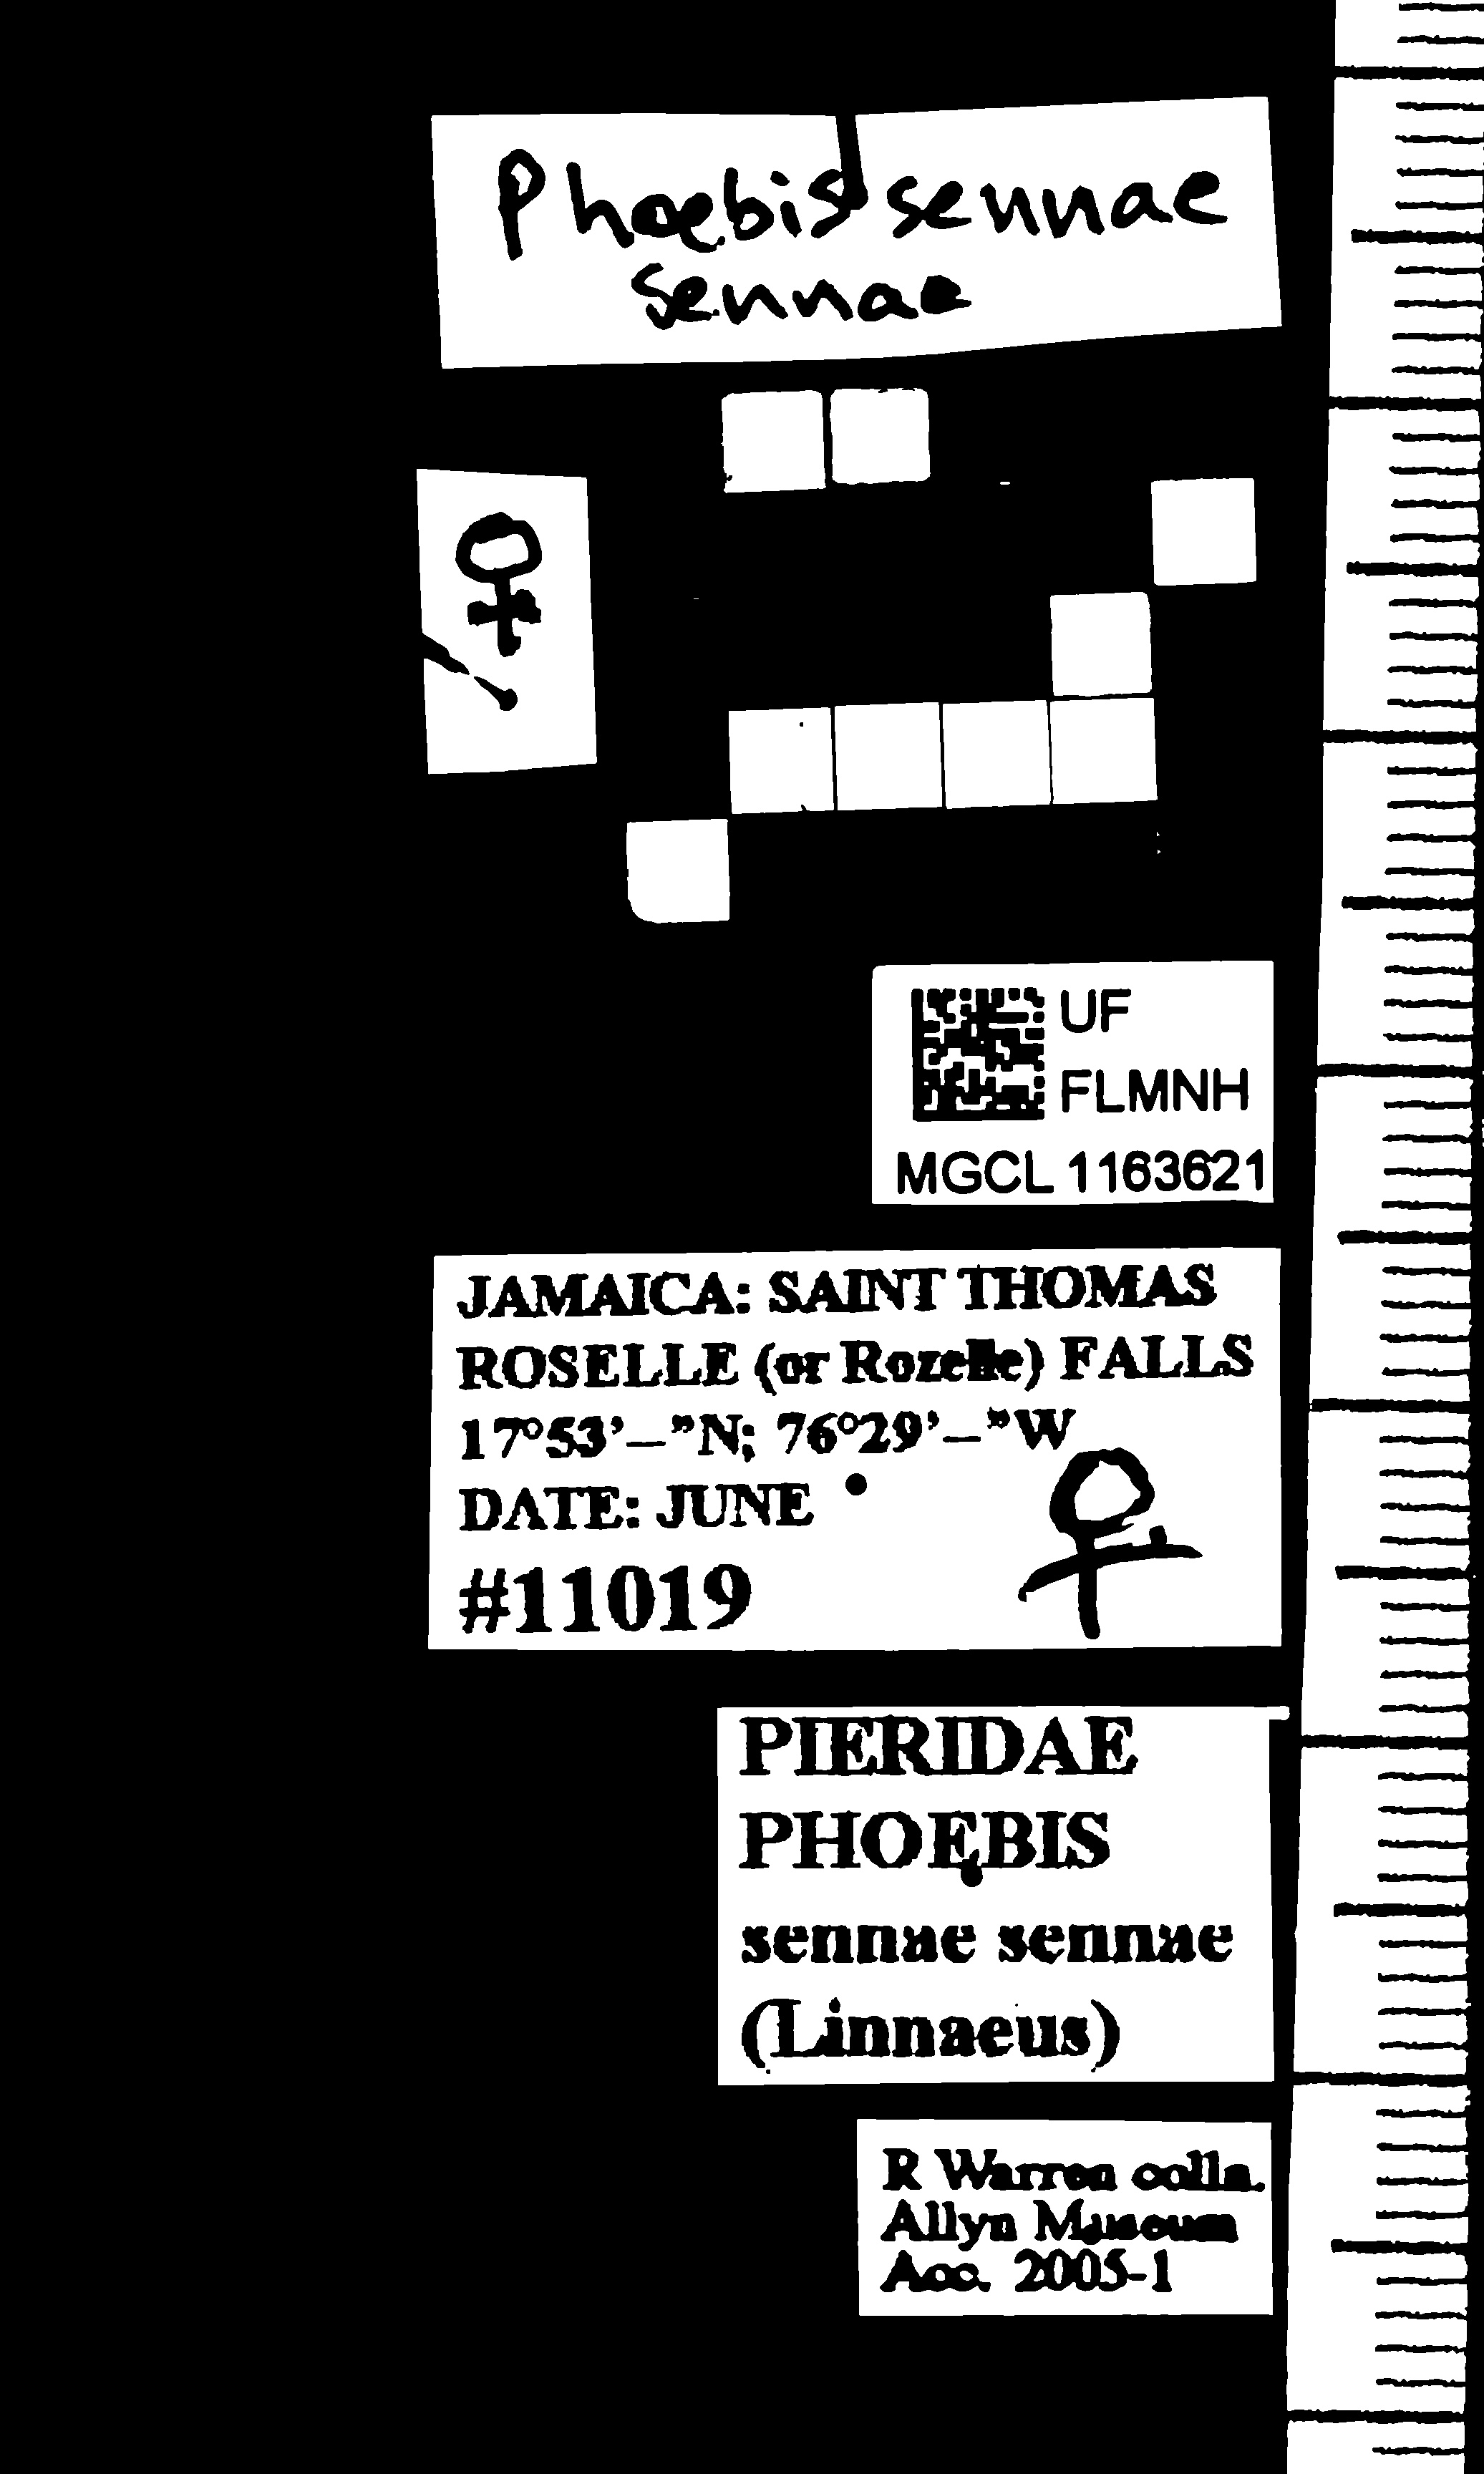 Phoebis sennae
sennae
♀
UF
FLMNH
MGCL 1163621
JAMAICA: SAINT THOMAS
ROSELLE (or Rozelle) FALLS
17°53'–"N; 76°29'–"W
DATE: JUNE
#11019 ♀
PIERIDAE
PHOEBIS
sennae sennae
(Linnaeus)
R Warren colln.
Allyn Museum
Acc. 2005-1